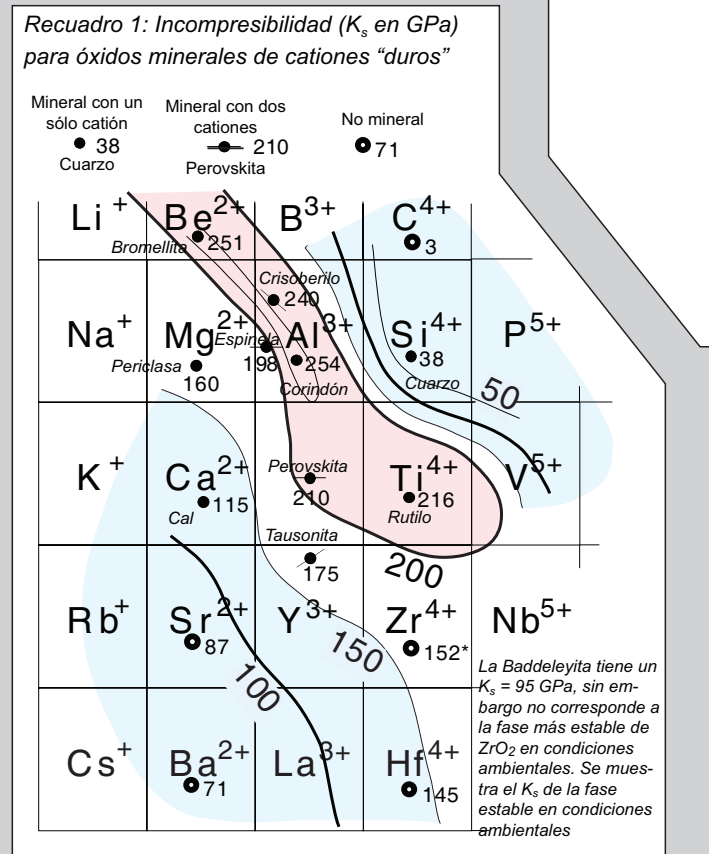 Recuadro 1: Incompresibilidad (Kₛ en GPa)
para óxidos minerales de cationes “duros”
Mineral con un
sólo catión
38
Cuarzo
Mineral con dos
cationes
210
Perovskita
No mineral
71
Li⁺ Be²⁺ B³⁺ C⁴⁺
Bromellita 251 3
Crisoberilo
240
Na⁺ Mg²⁺ Espinela Al³⁺ Si⁴⁺ P⁵⁺
Periclasa 160 198 254 38
Corindón Cuarzo 50
K⁺ Ca²⁺ Perovskita Ti⁴⁺ V⁵⁺
115 210 216
Cal Rutilo
Tausonita
175 200
Rb⁺ Sr²⁺ Y³⁺ Zr⁴⁺ Nb⁵⁺
87 150 152*
100
Cs⁺ Ba²⁺ La³⁺ Hf⁴⁺
71 145
La Baddeleyita tiene un
Kₛ = 95 GPa, sin em-
bargo no corresponde a
la fase más estable de
ZrO₂ en condiciones
ambientales. Se mues-
tra el Kₛ de la fase
estable en condiciones
ambientales